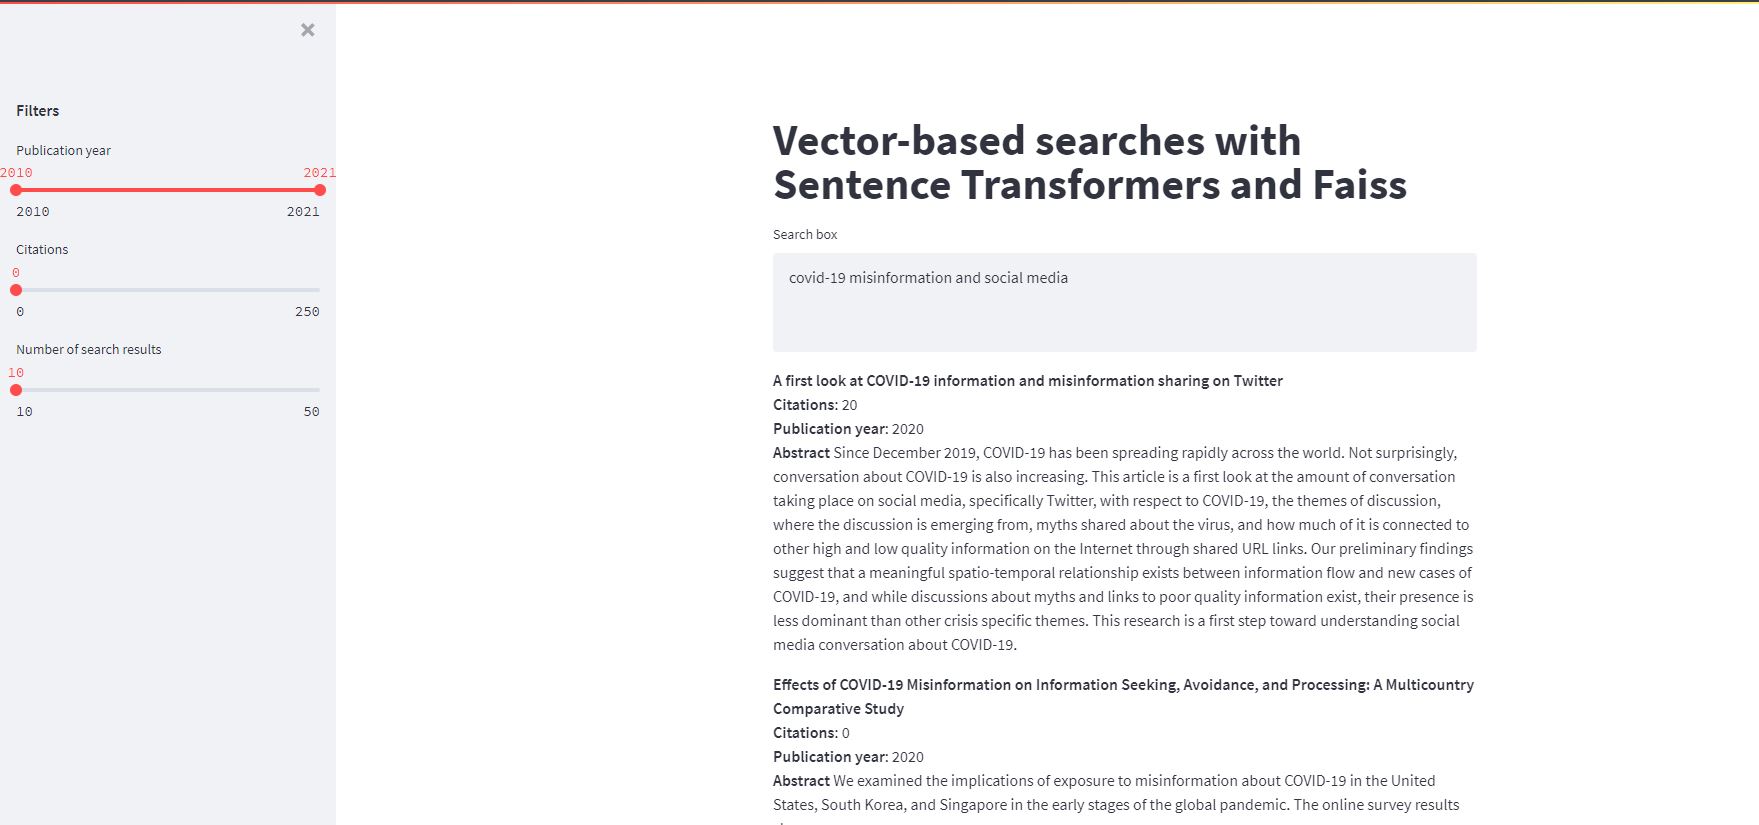 ×
Filters
Publication year
2010 2021
2010 2021
Citations
0
0 250
Number of search results
10
10 50
Vector-based searches with
Sentence Transformers and Faiss
Search box
covid-19 misinformation and social media
A first look at COVID-19 information and misinformation sharing on Twitter
Citations: 20
Publication year: 2020
Abstract Since December 2019, COVID-19 has been spreading rapidly across the world. Not surprisingly,
conversation about COVID-19 is also increasing. This article is a first look at the amount of conversation
taking place on social media, specifically Twitter, with respect to COVID-19, the themes of discussion,
where the discussion is emerging from, myths shared about the virus, and how much of it is connected to
other high and low quality information on the Internet through shared URL links. Our preliminary findings
suggest that a meaningful spatio-temporal relationship exists between information flow and new cases of
COVID-19, and while discussions about myths and links to poor quality information exist, their presence is
less dominant than other crisis specific themes. This research is a first step toward understanding social
media conversation about COVID-19.
Effects of COVID-19 Misinformation on Information Seeking, Avoidance, and Processing: A Multicountry
Comparative Study
Citations: 0
Publication year: 2020
Abstract We examined the implications of exposure to misinformation about COVID-19 in the United
States, South Korea, and Singapore in the early stages of the global pandemic. The online survey results